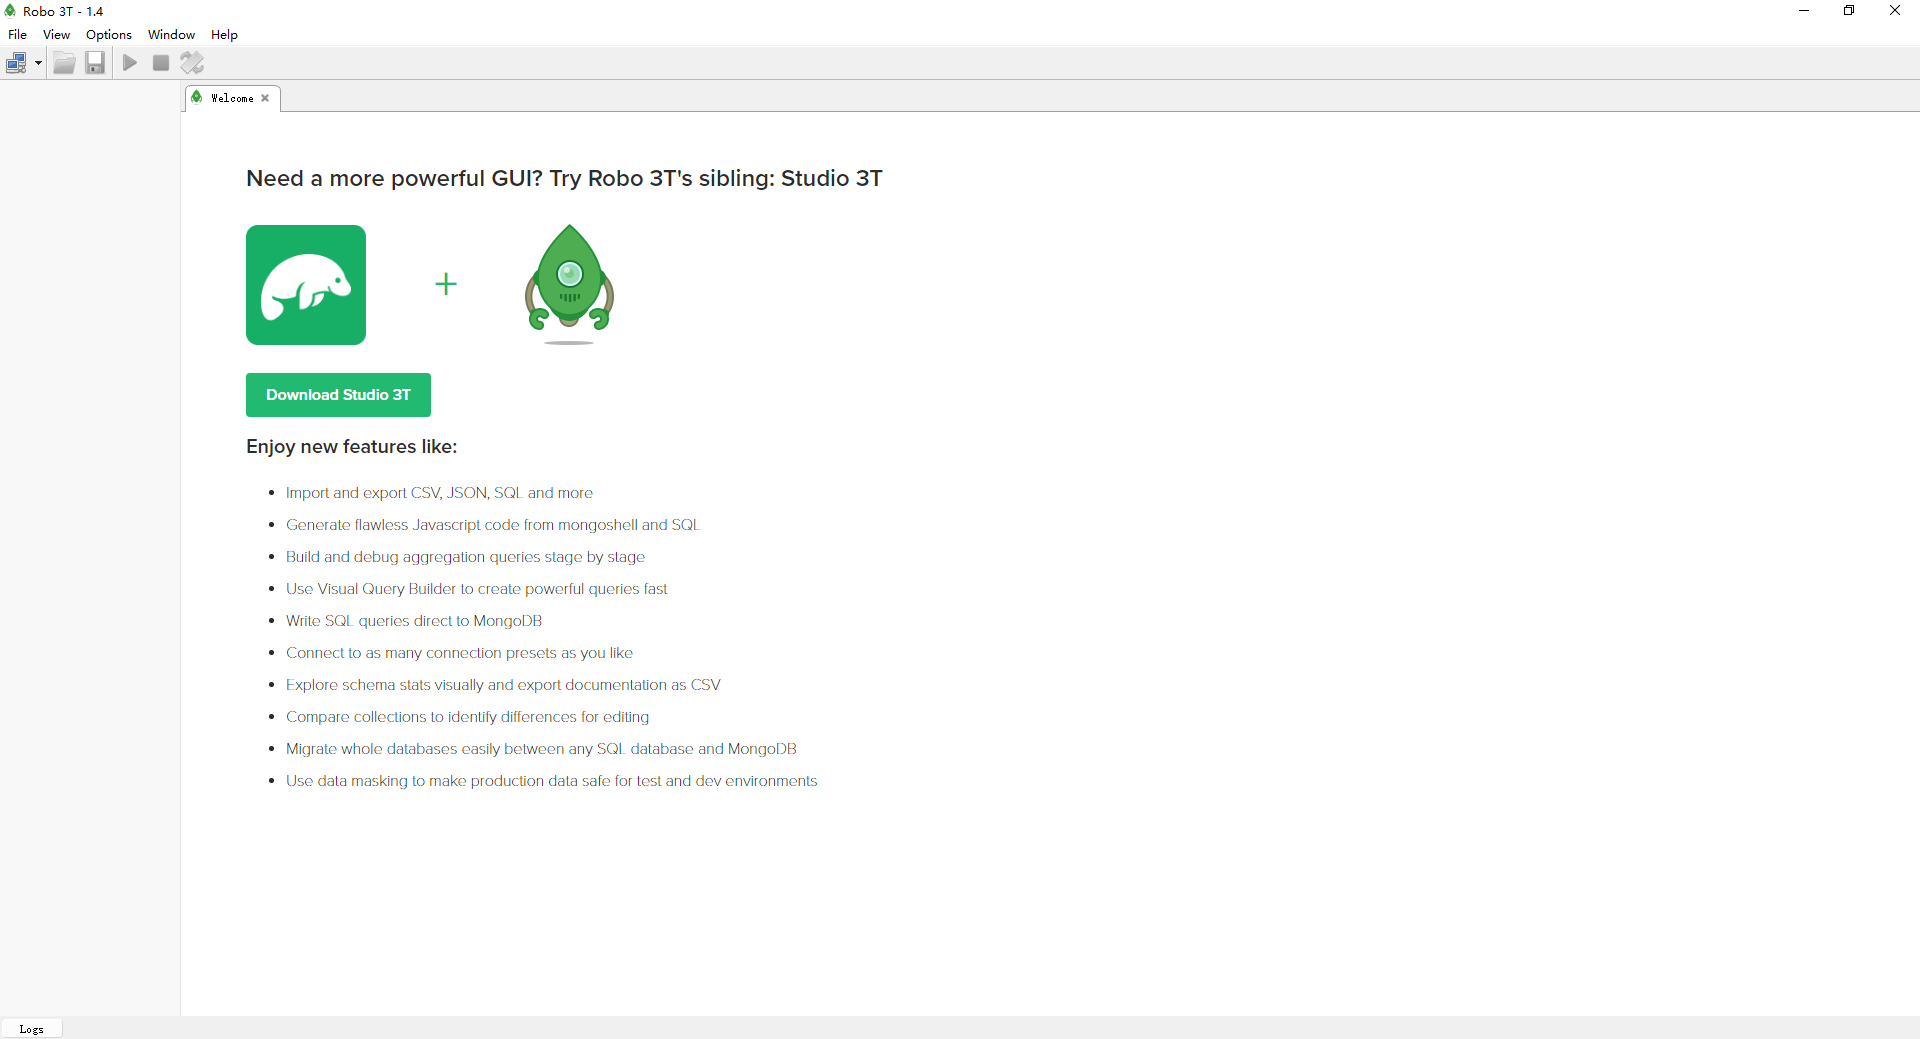 Robo 3T - 1.4
File View Options Window Help
Welcome
Need a more powerful GUI? Try Robo 3T's sibling: Studio 3T
Download Studio 3T
Enjoy new features like:
Import and export CSV, JSON, SQL and more
Generate flawless Javascript code from mongoshell and SQL
Build and debug aggregation queries stage by stage
Use Visual Query Builder to create powerful queries fast
Write SQL queries direct to MongoDB
Connect to as many connection presets as you like
Explore schema stats visually and export documentation as CSV
Compare collections to identify differences for editing
Migrate whole databases easily between any SQL database and MongoDB
Use data masking to make production data safe for test and dev environments
Logs